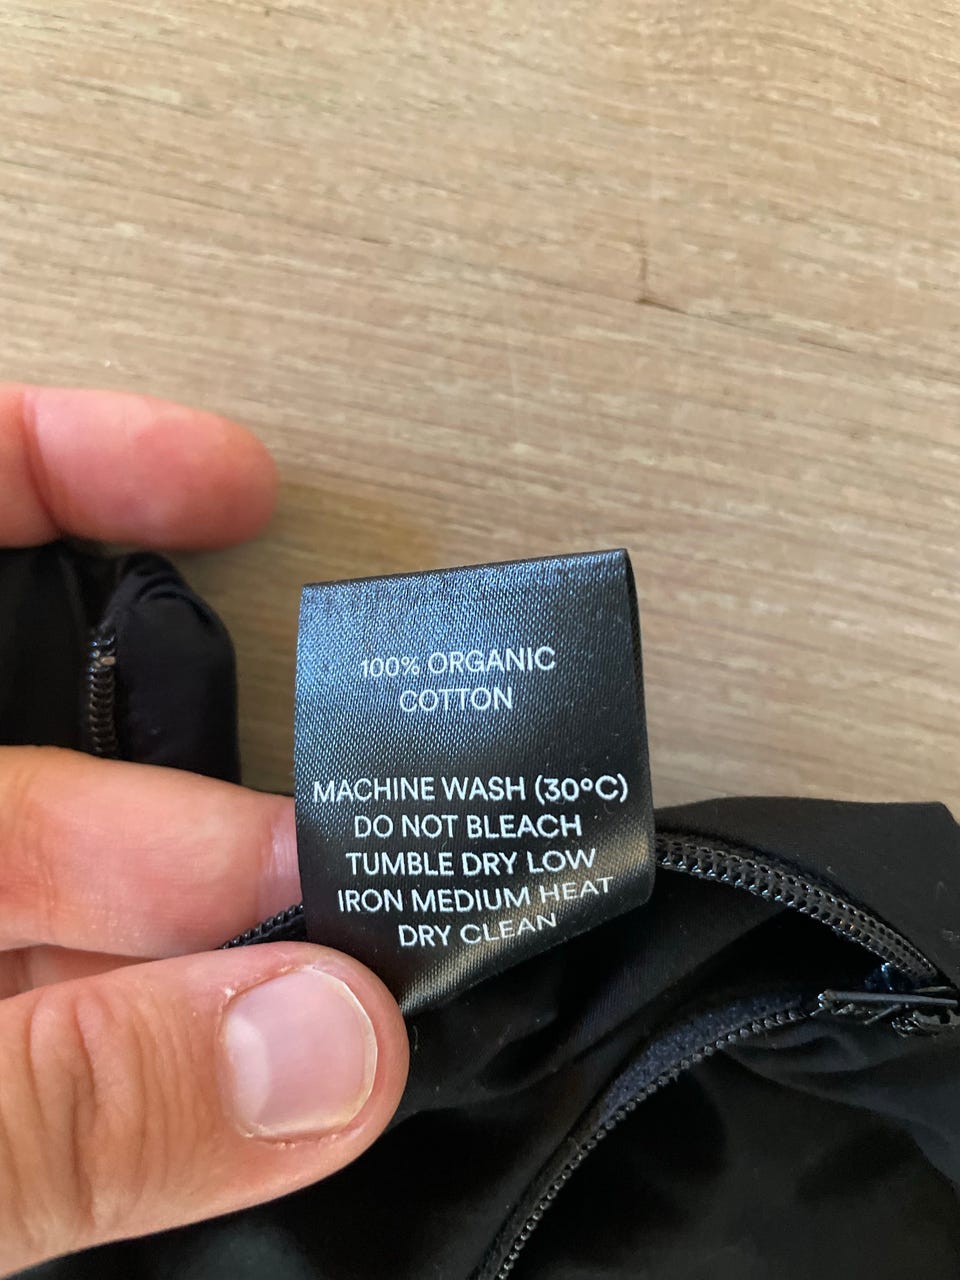 100% ORGANIC
COTTON
MACHINE WASH (30°C)
DO NOT BLEACH
TUMBLE DRY LOW
IRON MEDIUM HEAT
DRY CLEAN